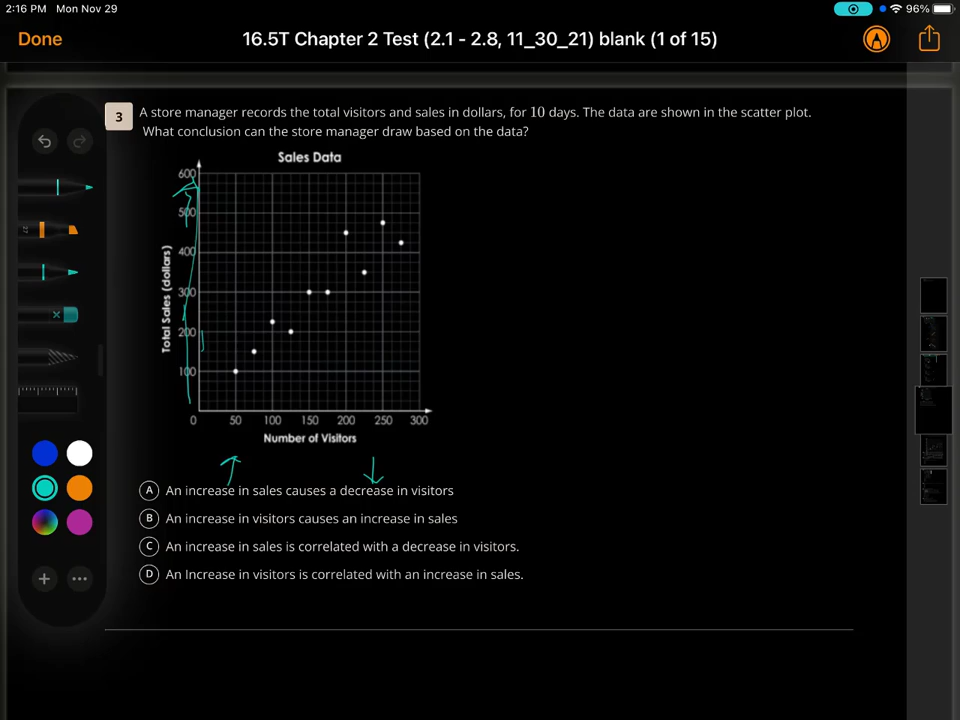 2:16 PM Mon Nov 29
96%
Done
16.5T Chapter 2 Test (2.1 - 2.8, 11_30_21) blank (1 of 15)
3
A store manager records the total visitors and sales in dollars, for 10 days. The data are shown in the scatter plot.
What conclusion can the store manager draw based on the data?
Sales Data
Total Sales (dollars)
600
500
400
300
200
100
0 50 100 150 200 250 300
Number of Visitors
A An increase in sales causes a decrease in visitors
B An increase in visitors causes an increase in sales
C An increase in sales is correlated with a decrease in visitors.
D An Increase in visitors is correlated with an increase in sales.